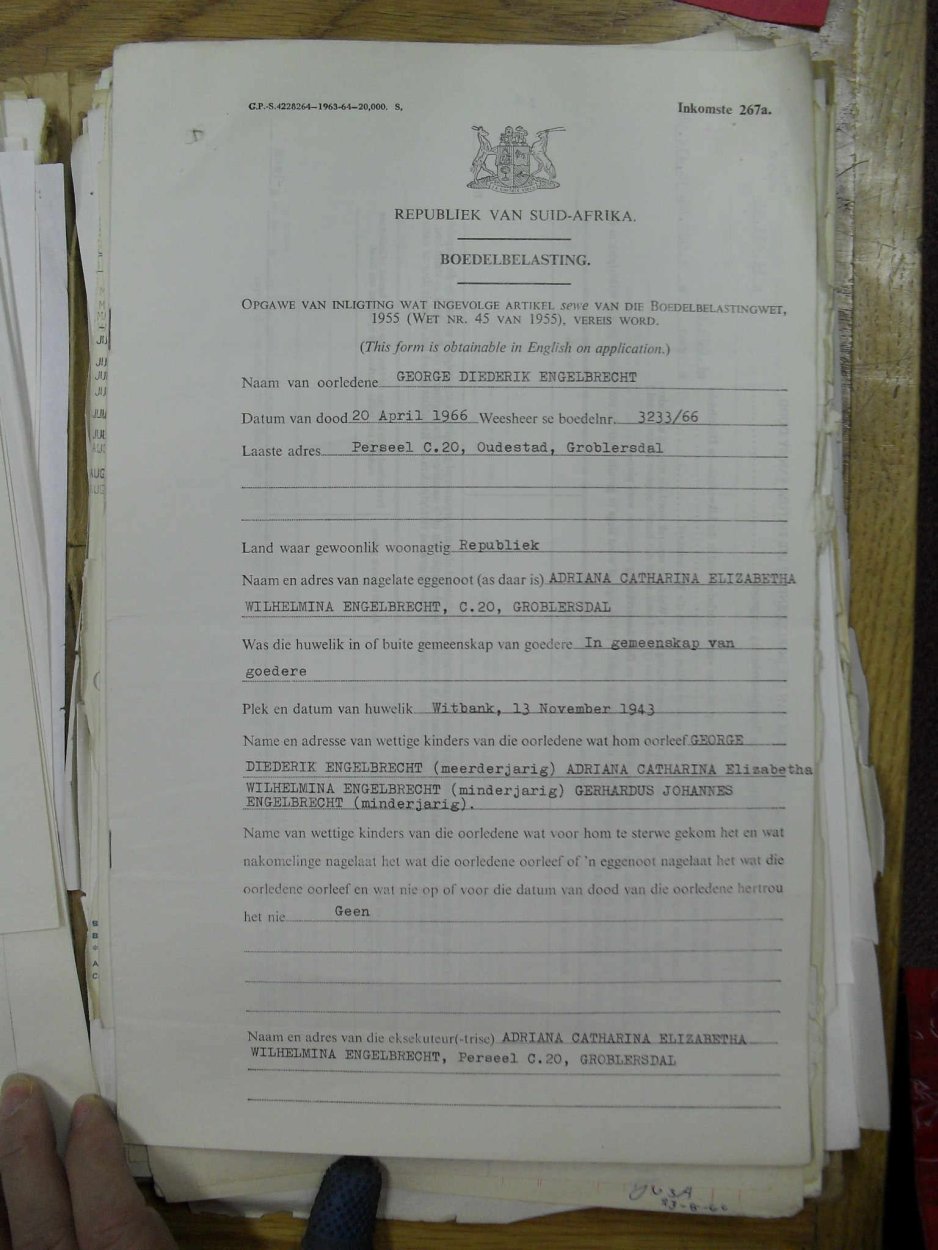 G.P.-S.4228264—1963-64—20,000. S.
Inkomste 267a.
REPUBLIEK VAN SUID-AFRIKA.
BOEDELBELASTING.
OPGAWE VAN INLIGTING WAT INGEVOLGE ARTIKEL sewe VAN DIE BOEDELBELASTINGWET,
1955 (WET NR. 45 VAN 1955), VEREIS WORD.
(This form is obtainable in English on application.)
Naam van oorledene GEORGE DIEDERIK ENGELBRECHT
Datum van dood 20 April 1966 Weesheer se boedelnr. 3233/66
Laaste adres Perseel C.20, Oudestad, Groblersdal
Land waar gewoonlik woonagtig Republiek
Naam en adres van nagelate eggenoot (as daar is) ADRIANA CATHARINA ELIZABETHA
WILHELMINA ENGELBRECHT, C.20, GROBLERSDAL
Was die huwelik in of buite gemeenskap van goedere In gemeenskap van
goedere
Plek en datum van huwelik Witbank, 13 November 1943
Name en adresse van wettige kinders van die oorledene wat hom oorleef GEORGE
DIEDERIK ENGELBRECHT (meerderjarig) ADRIANA CATHARINA Elizabetha
WILHELMINA ENGELBRECHT (minderjarig) GERHARDUS JOHANNES
ENGELBRECHT (minderjarig).
Name van wettige kinders van die oorledene wat voor hom te sterwe gekom het en wat
nakomelinge nagelaat het wat die oorledene oorleef of 'n eggenoot nagelaat het wat die
oorledene oorleef en wat nie op of voor die datum van dood van die oorledene hertrou
het nie Geen
Naam en adres van die eksekuteur(-trise) ADRIANA CATHARINA ELIZABETHA
WILHELMINA ENGELBRECHT, Perseel C.20, GROBLERSDAL